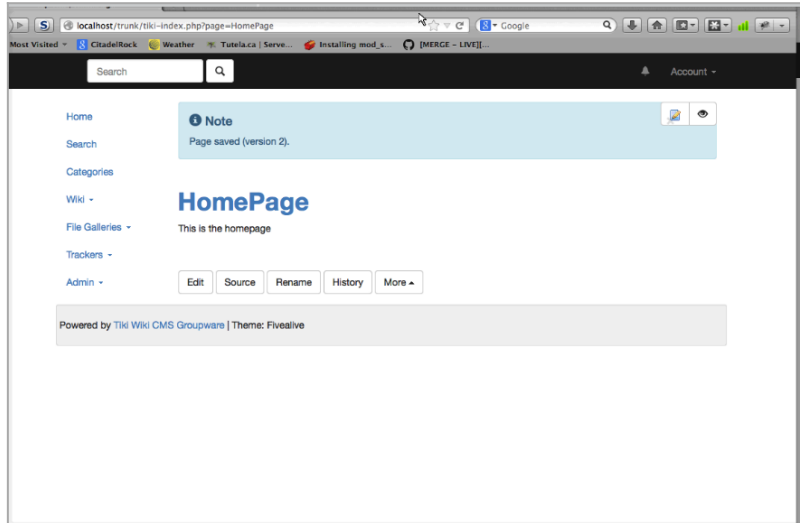 localhost/trunk/tiki-index.php?page=HomePage
Google
Most Visited
CitadelRock
Weather
Tutela.ca | Serve...
Installing mod_s...
[MERGE - LIVE][...
Search
Account
Home
Search
Categories
Wiki
File Galleries
Trackers
Admin
Note
Page saved (version 2).
HomePage
This is the homepage
Edit
Source
Rename
History
More
Powered by Tiki Wiki CMS Groupware | Theme: Fivealive